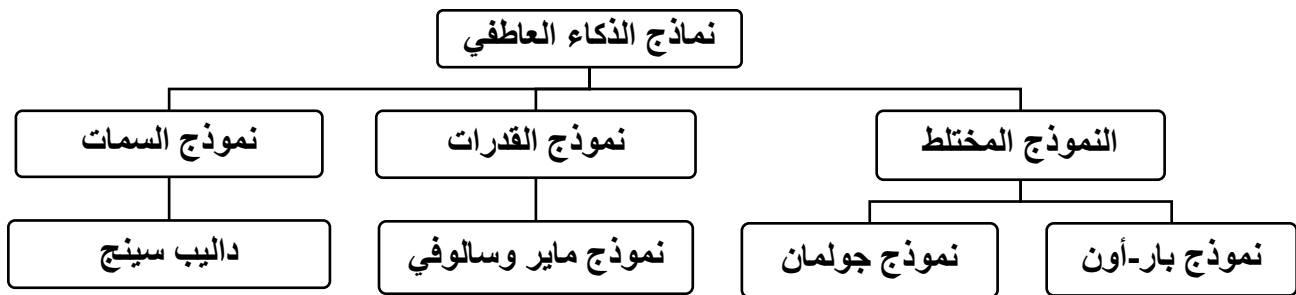 نماذج الذكاء العاطفي
النموذج المختلط
نموذج القدرات
نموذج السمات
نموذج بار-أون
نموذج جولمان
نموذج ماير وسالوفي
داليب سينج